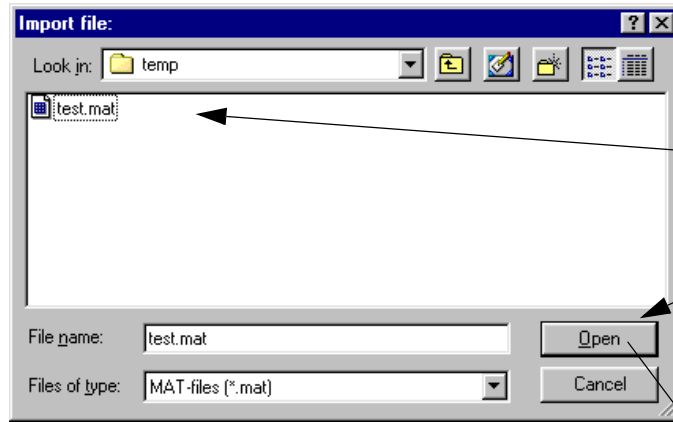 Import file:
Look in: temp
test.mat
File name: test.mat
Open
Files of type: MAT-files (*.mat)
Cancel